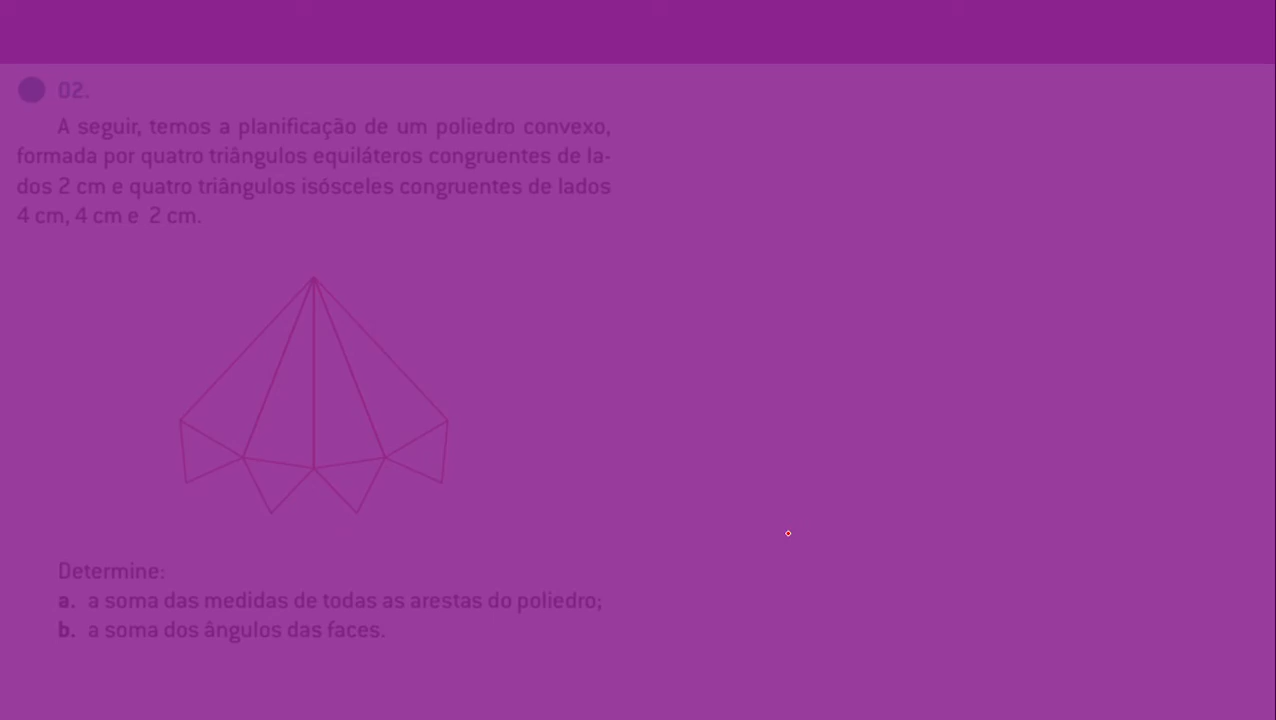 02.
A seguir, temos a planificação de um poliedro convexo,
formada por quatro triângulos equiláteros congruentes de la-
dos 2 cm e quatro triângulos isósceles congruentes de lados
4 cm, 4 cm e 2 cm.
Determine:
a. a soma das medidas de todas as arestas do poliedro;
b. a soma dos ângulos das faces.